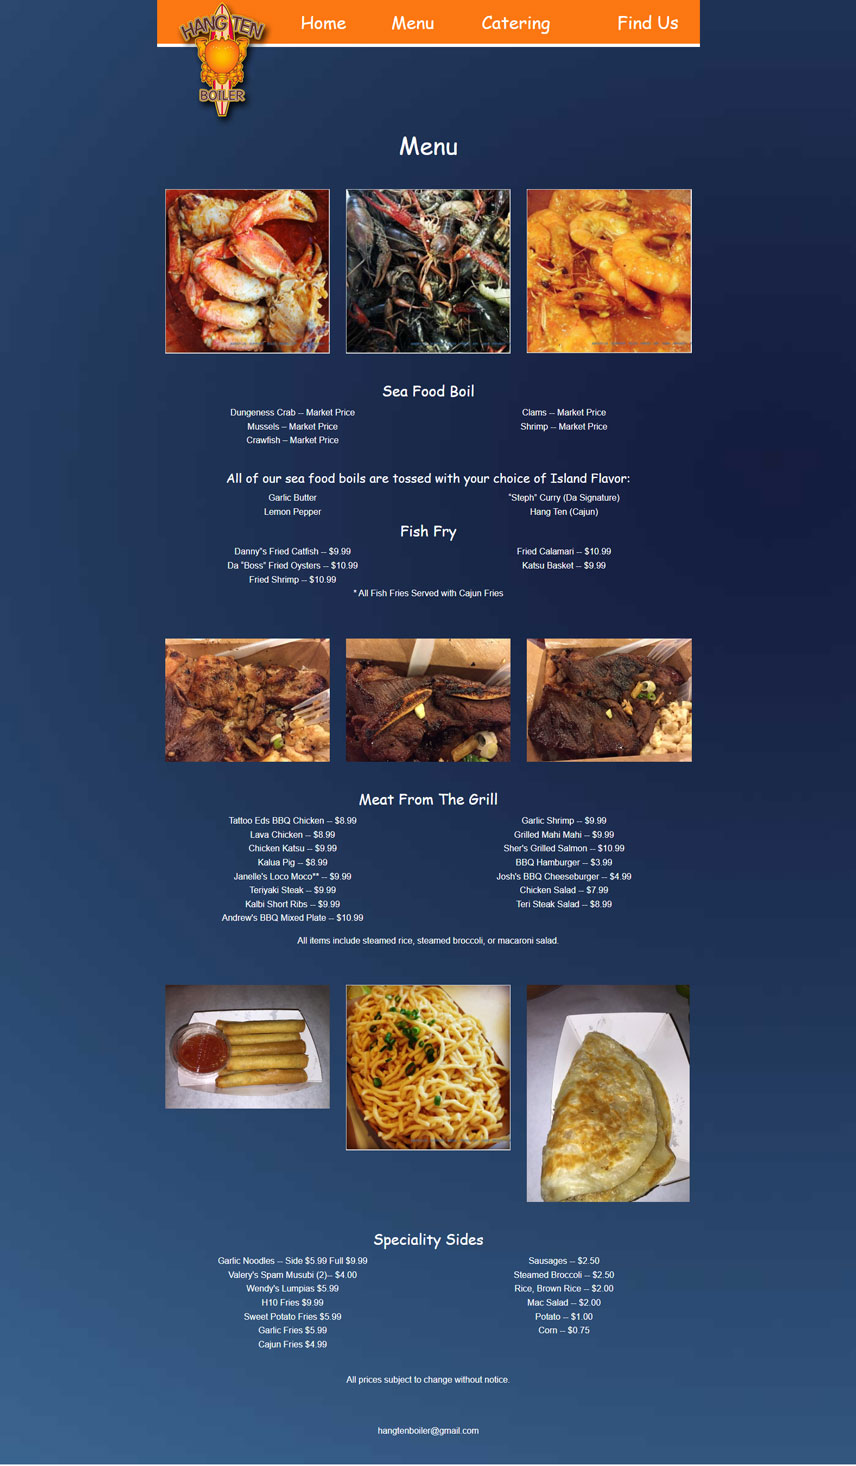 HANG TEN
BOILER
Home Menu Catering Find Us
Menu
Sea Food Boil
Dungeness Crab -- Market Price
Mussels – Market Price
Crawfish – Market Price
Clams -- Market Price
Shrimp -- Market Price
All of our sea food boils are tossed with your choice of Island Flavor:
Garlic Butter
Lemon Pepper
"Steph" Curry (Da Signature)
Hang Ten (Cajun)
Fish Fry
Danny"s Fried Catfish -- $9.99
Da "Boss" Fried Oysters -- $10.99
Fried Shrimp -- $10.99
Fried Calamari -- $10.99
Katsu Basket -- $9.99
* All Fish Fries Served with Cajun Fries
Meat From The Grill
Tattoo Eds BBQ Chicken -- $8.99
Lava Chicken -- $8.99
Chicken Katsu -- $9.99
Kalua Pig -- $8.99
Janelle's Loco Moco** -- $9.99
Teriyaki Steak -- $9.99
Kalbi Short Ribs -- $9.99
Andrew's BBQ Mixed Plate -- $10.99
Garlic Shrimp -- $9.99
Grilled Mahi Mahi -- $9.99
Sher's Grilled Salmon -- $10.99
BBQ Hamburger -- $3.99
Josh's BBQ Cheeseburger -- $4.99
Chicken Salad -- $7.99
Teri Steak Salad -- $8.99
All items include steamed rice, steamed broccoli, or macaroni salad.
Speciality Sides
Garlic Noodles -- Side $5.99 Full $9.99
Valery's Spam Musubi (2)-- $4.00
Wendy's Lumpias $5.99
H10 Fries $9.99
Sweet Potato Fries $5.99
Garlic Fries $5.99
Cajun Fries $4.99
Sausages -- $2.50
Steamed Broccoli -- $2.50
Rice, Brown Rice -- $2.00
Mac Salad -- $2.00
Potato -- $1.00
Corn -- $0.75
All prices subject to change without notice.
hangtenboiler@gmail.com